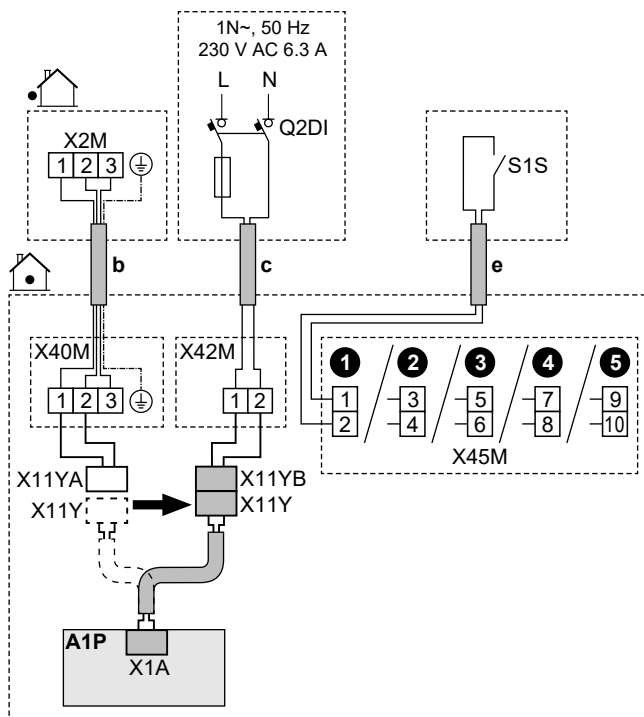 1N~, 50 Hz
230 V AC 6.3 A
L N
Q2DI
X2M
1 2 3
S1S
b
c
e
X40M
1 2 3
X42M
1 2
1 2 3 4 5
1 3 5 7 9
2 4 6 8 10
X45M
X11YA
X11YB
X11Y
X11Y
A1P
X1A